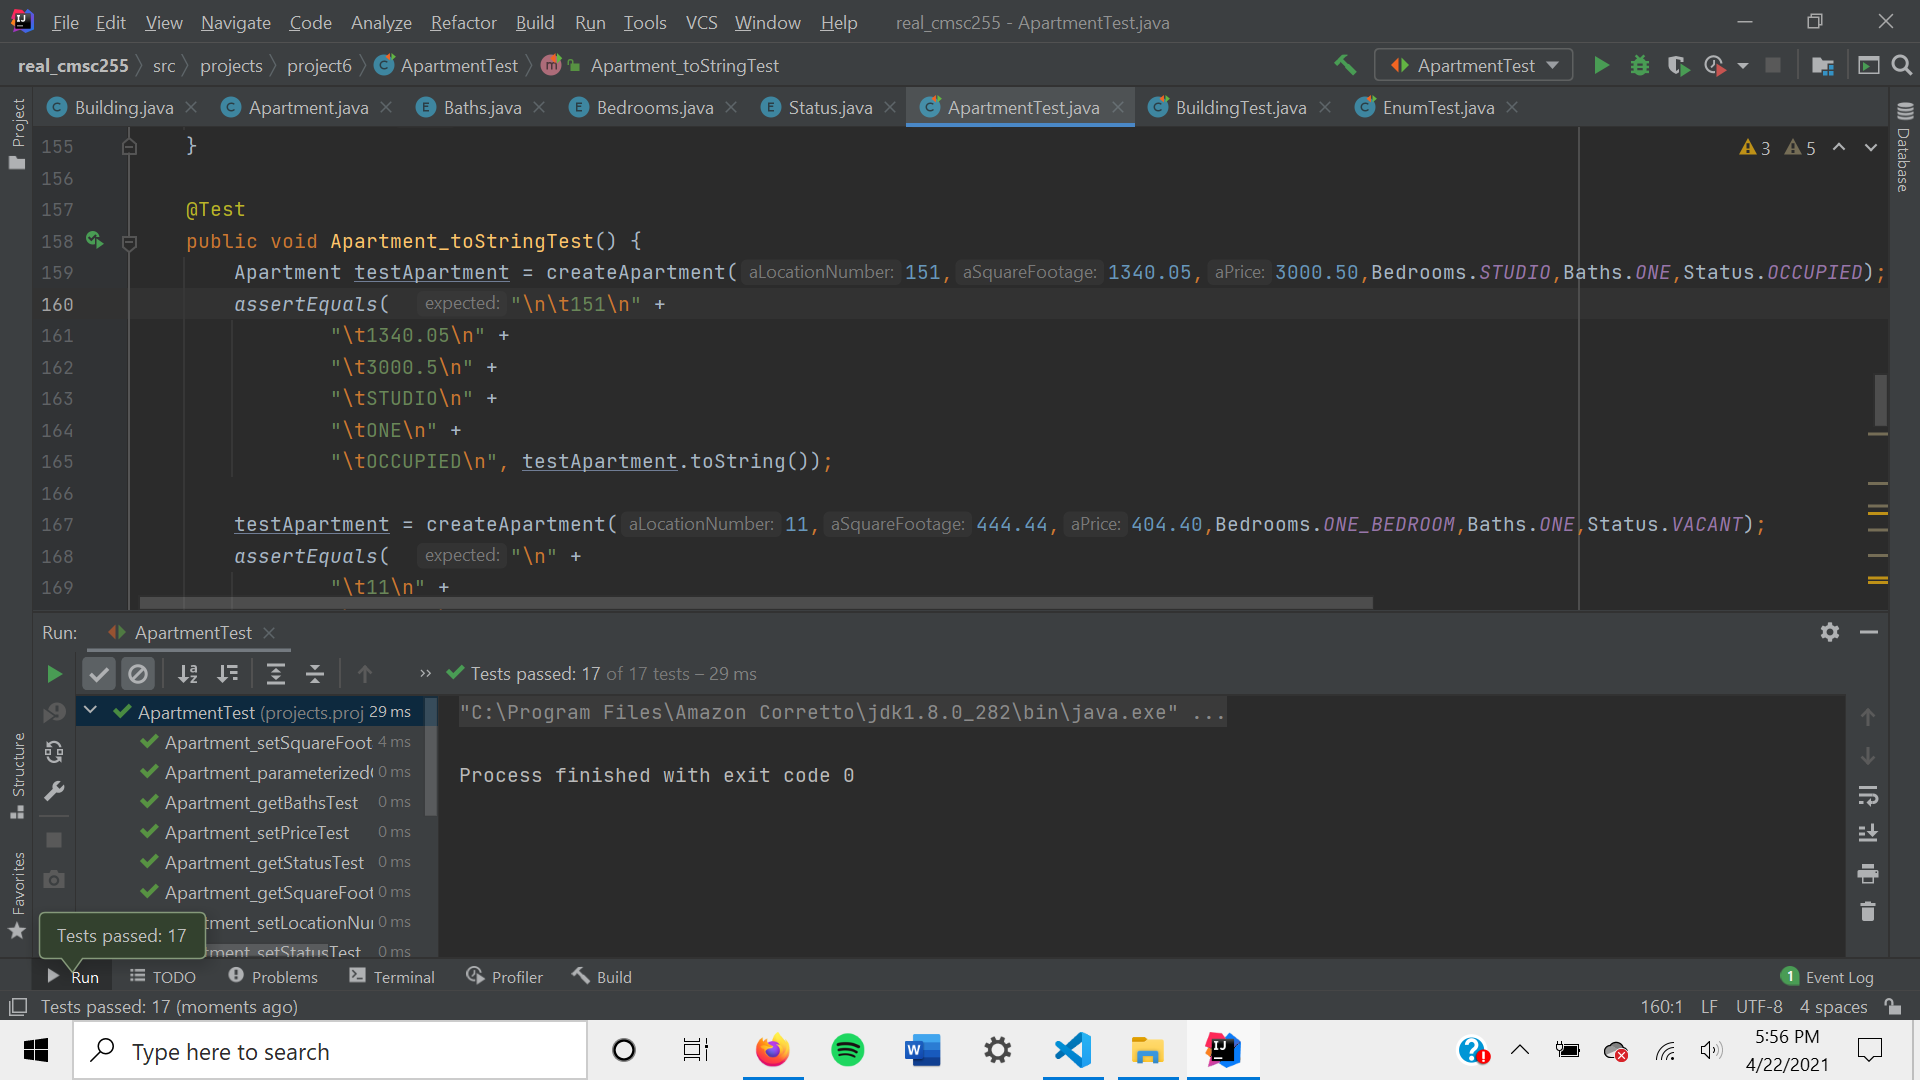 File Edit View Navigate Code Analyze Refactor Build Run Tools VCS Window Help real_cmsc255 - ApartmentTest.java
real_cmsc255 src projects project6 ApartmentTest Apartment_toStringTest ApartmentTest
Building.java Apartment.java Baths.java Bedrooms.java Status.java ApartmentTest.java BuildingTest.java EnumTest.java
Project
Database
3 5
155 }
156
157 @Test
158 public void Apartment_toStringTest() {
159 Apartment testApartment = createApartment( aLocationNumber: 151, aSquareFootage: 1340.05, aPrice: 3000.50,Bedrooms.STUDIO,Baths.ONE,Status.OCCUPIED);
160 assertEquals( expected: "\n\t151\n" +
161 "\t1340.05\n" +
162 "\t3000.5\n" +
163 "\tSTUDIO\n" +
164 "\tONE\n" +
165 "\tOCCUPIED\n", testApartment.toString());
166
167 testApartment = createApartment( aLocationNumber: 11, aSquareFootage: 444.44, aPrice: 404.40,Bedrooms.ONE_BEDROOM,Baths.ONE,Status.VACANT);
168 assertEquals( expected: "\n" +
169 "\t11\n" +
Run: ApartmentTest
Tests passed: 17 of 17 tests – 29 ms
ApartmentTest (projects.proj 29 ms
Apartment_setSquareFoot 4 ms
Apartment_parameterized 0 ms
Apartment_getBathsTest 0 ms
Apartment_setPriceTest 0 ms
Apartment_getStatusTest 0 ms
Apartment_getSquareFoot 0 ms
tment_setLocationNu 0 ms
tment_setStatusTest 0 ms
"C:\Program Files\Amazon Corretto\jdk1.8.0_282\bin\java.exe" ...
Process finished with exit code 0
Structure
Favorites
Tests passed: 17
Run TODO Problems Terminal Profiler Build 1 Event Log
Tests passed: 17 (moments ago) 160:1 LF UTF-8 4 spaces
Type here to search
5:56 PM
4/22/2021